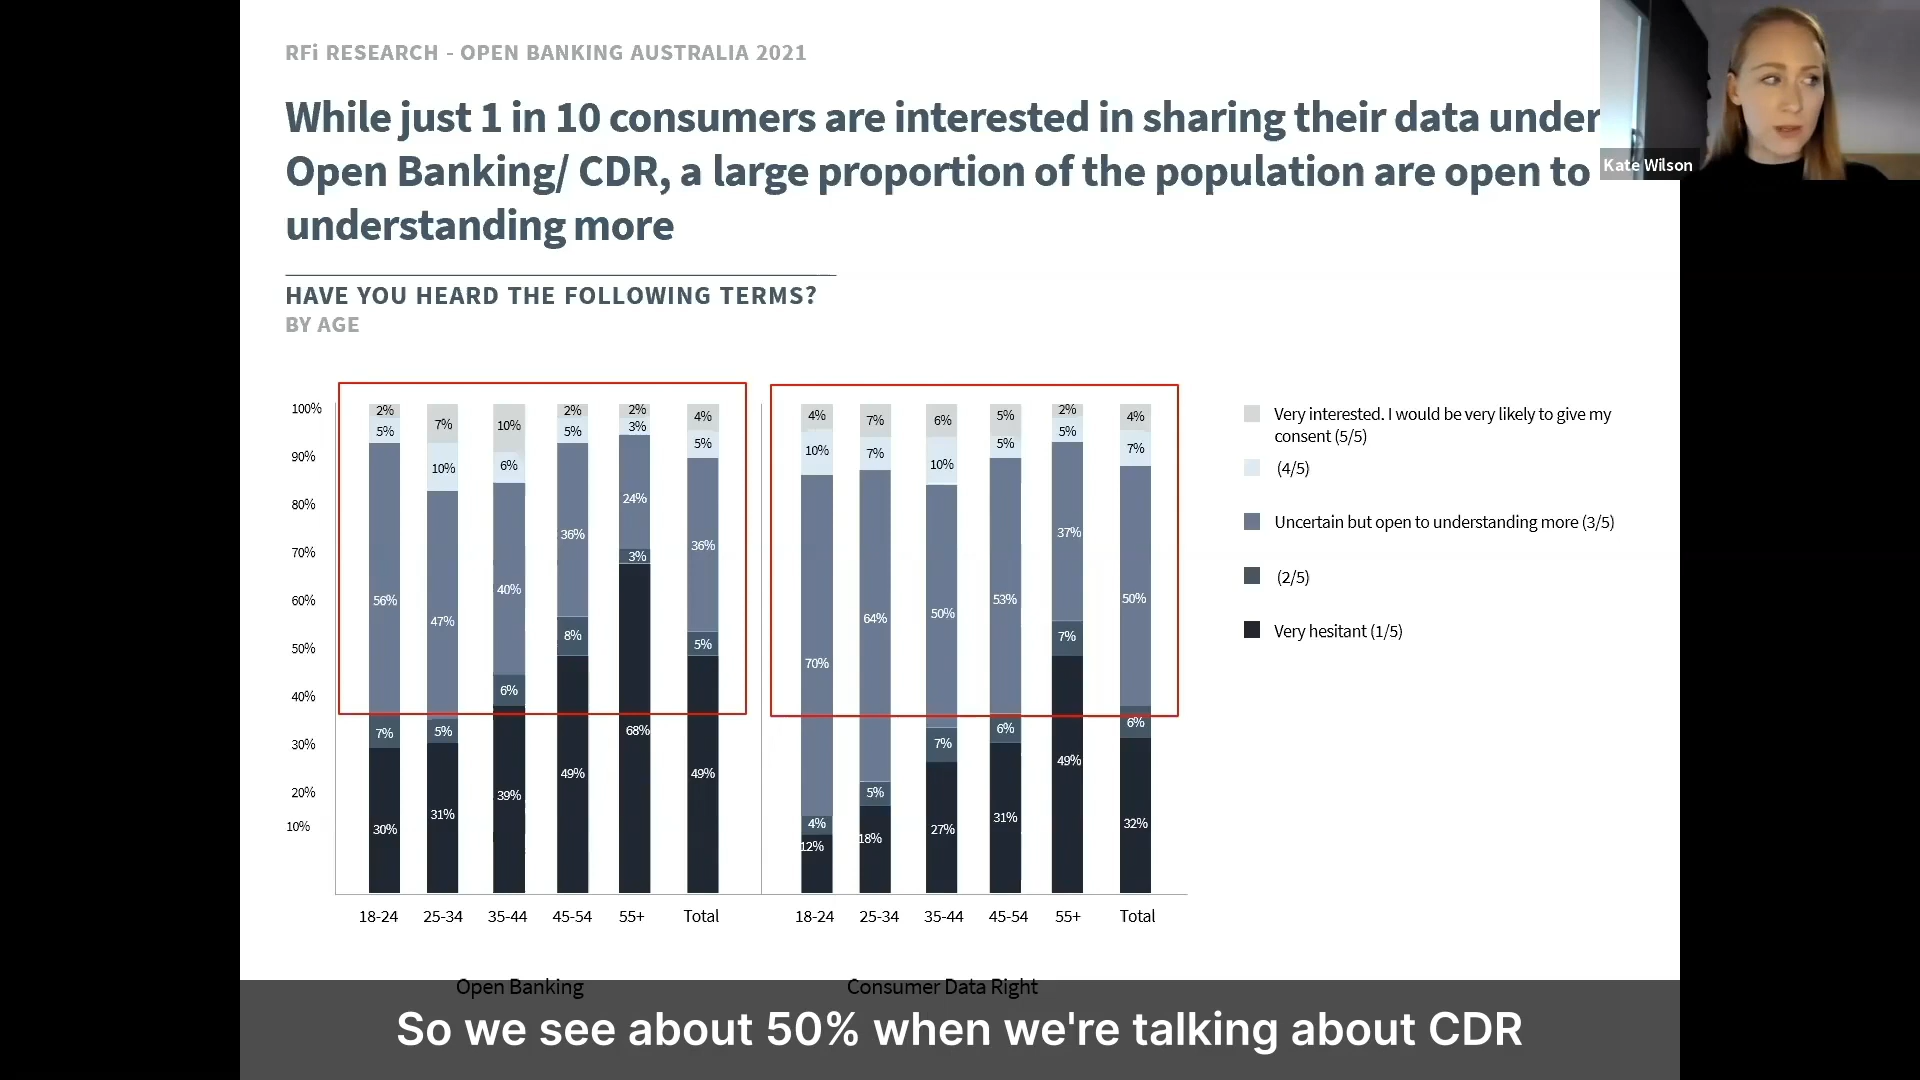 RFi RESEARCH - OPEN BANKING AUSTRALIA 2021
While just 1 in 10 consumers are interested in sharing their data under
Open Banking/ CDR, a large proportion of the population are open to
understanding more
Kate Wilson
HAVE YOU HEARD THE FOLLOWING TERMS?
BY AGE
100%
90%
80%
70%
60%
50%
40%
30%
20%
10%
2% 7% 10% 2% 2% 4%
5% 10% 6% 5% 3% 5%
56% 47% 40% 36% 24% 36%
7% 5% 6% 8% 3% 5%
30% 31% 39% 49% 68% 49%
18-24 25-34 35-44 45-54 55+ Total
Open Banking
4% 7% 6% 5% 2% 4%
10% 7% 10% 5% 5% 7%
70% 64% 50% 53% 37% 50%
4% 5% 7% 6% 7% 6%
12% 18% 27% 31% 49% 32%
18-24 25-34 35-44 45-54 55+ Total
Consumer Data Right
Very interested. I would be very likely to give my
consent (5/5)
(4/5)
Uncertain but open to understanding more (3/5)
(2/5)
Very hesitant (1/5)
So we see about 50% when we're talking about CDR